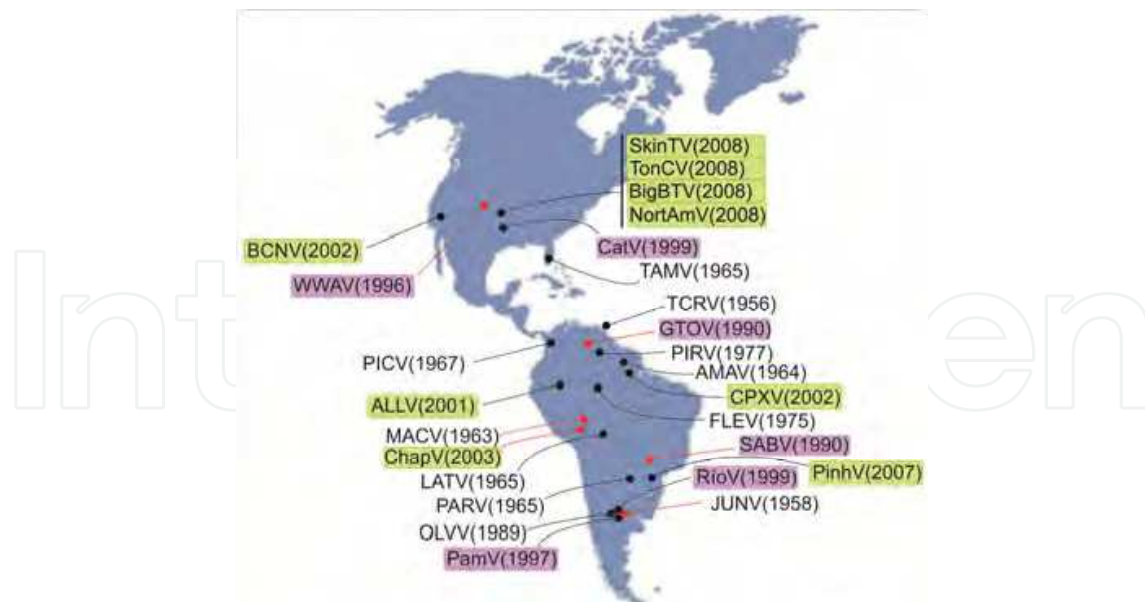 SkinTV(2008)
TonCV(2008)
BigBTV(2008)
NortAmV(2008)
BCNV(2002)
CatV(1999)
WWAV(1996)
TAMV(1965)
TCRV(1956)
GTOV(1990)
PICV(1967)
PIRV(1977)
AMAV(1964)
CPXV(2002)
ALLV(2001)
FLEV(1975)
MACV(1963)
SABV(1990)
ChapV(2003)
PinhV(2007)
LATV(1965)
RioV(1999)
PARV(1965)
JUNV(1958)
OLVV(1989)
PamV(1997)
Int
en